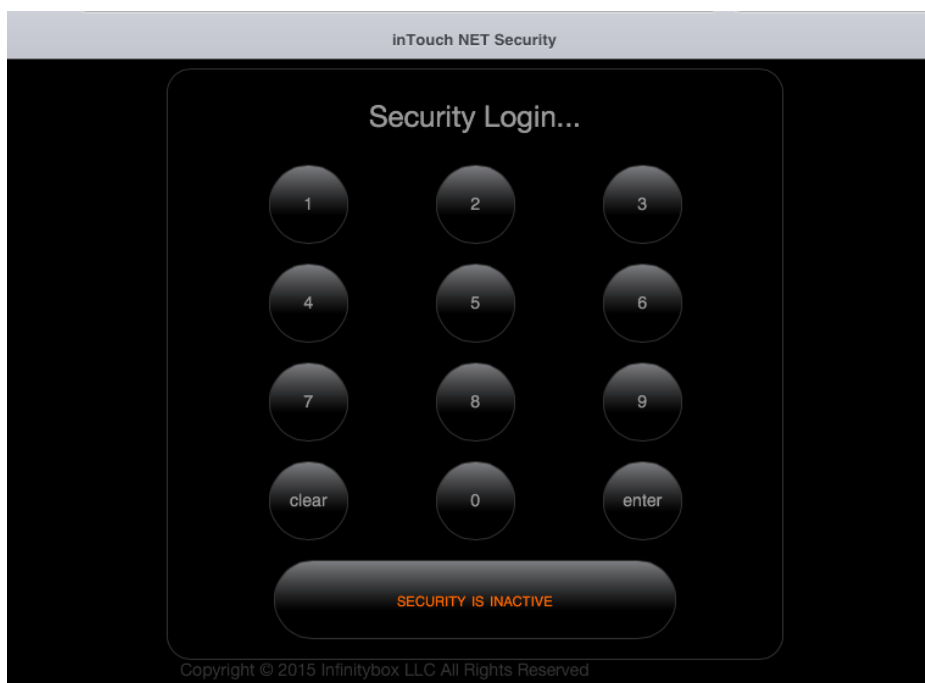 inTouch NET Security
Security Login...
1 2 3
4 5 6
7 8 9
clear 0 enter
SECURITY IS INACTIVE
Copyright © 2015 Infinitybox LLC All Rights Reserved